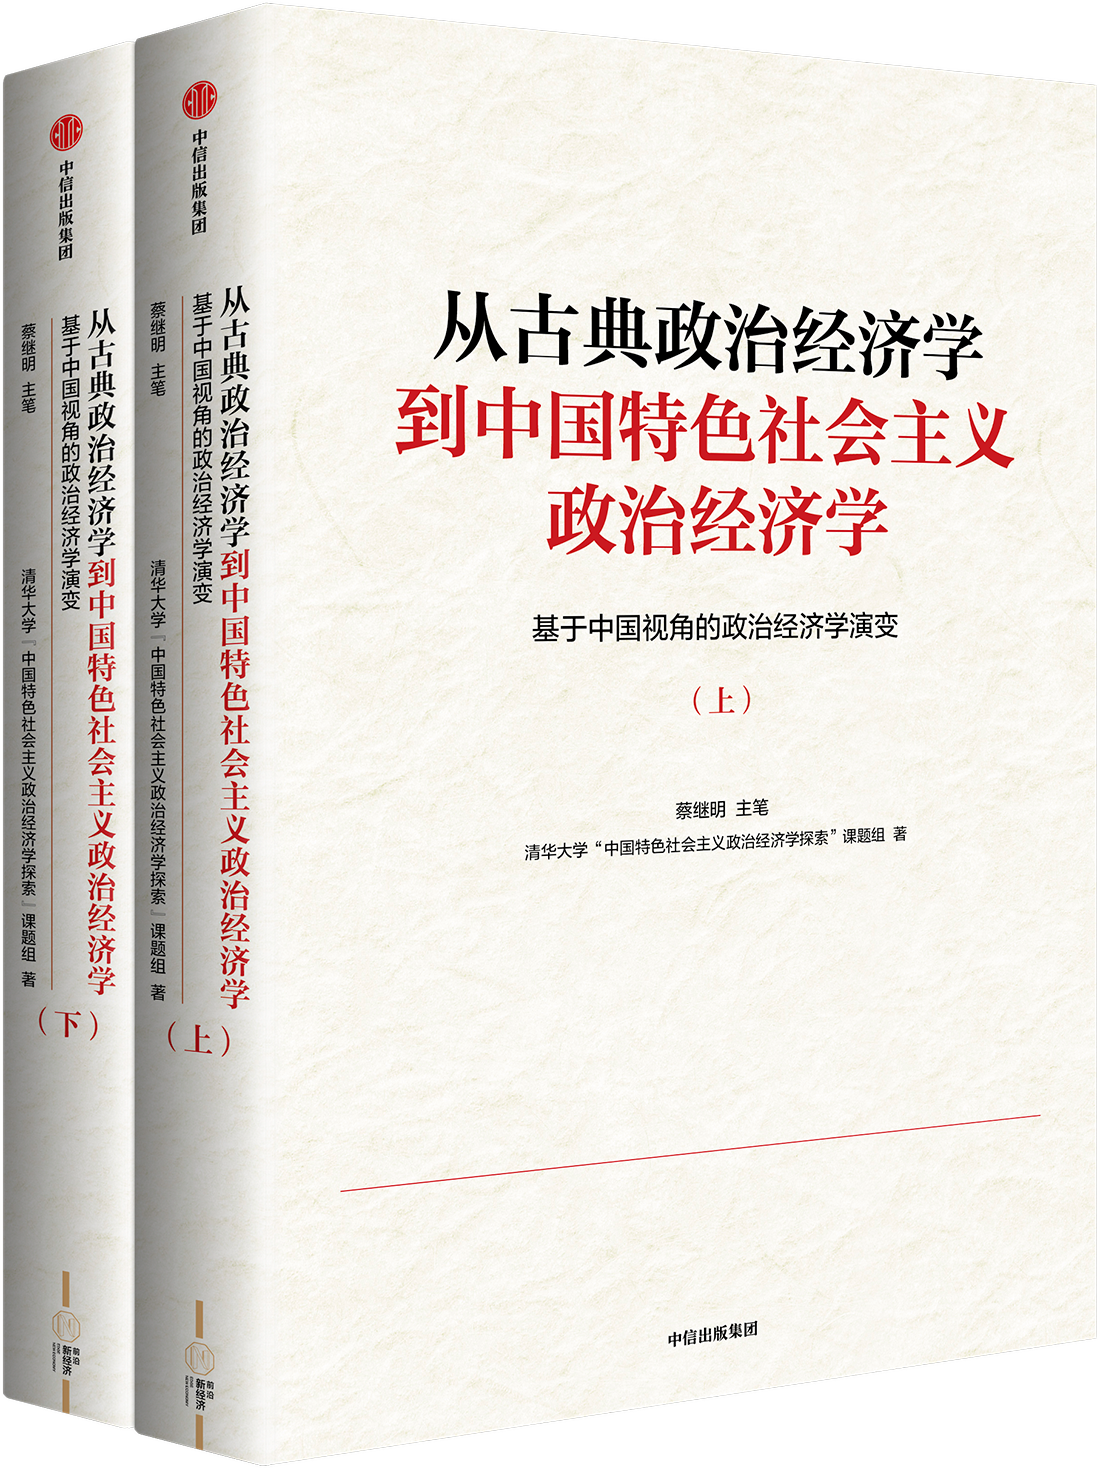 从古典政治经济学
到中国特色社会主义
政治经济学
基于中国视角的政治经济学演变
（上）
蔡继明 主笔
清华大学“中国特色社会主义政治经济学探索”课题组 著
中信出版集团
中信出版集团
从古典政治经济学到中国特色社会主义政治经济学
（上）
基于中国视角的政治经济学演变
蔡继明 主笔
清华大学『中国特色社会主义政治经济学探索』课题组 著
前沿
新经济
中信出版集团
从古典政治经济学到中国特色社会主义政治经济学
（下）
基于中国视角的政治经济学演变
蔡继明 主笔
清华大学『中国特色社会主义政治经济学探索』课题组 著
前沿
新经济